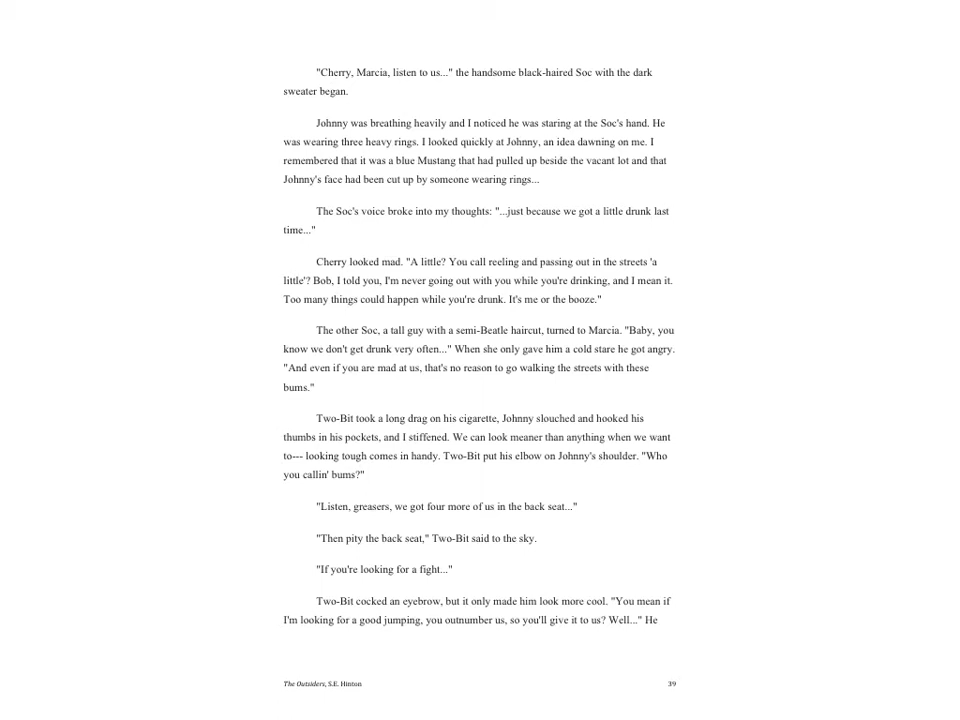 "Cherry, Marcia, listen to us..." the handsome black-haired Soc with the dark
sweater began.
Johnny was breathing heavily and I noticed he was staring at the Soc's hand. He
was wearing three heavy rings. I looked quickly at Johnny, an idea dawning on me. I
remembered that it was a blue Mustang that had pulled up beside the vacant lot and that
Johnny's face had been cut up by someone wearing rings...
The Soc's voice broke into my thoughts: "...just because we got a little drunk last
time..."
Cherry looked mad. "A little? You call reeling and passing out in the streets 'a
little'? Bob, I told you, I'm never going out with you while you're drinking, and I mean it.
Too many things could happen while you're drunk. It's me or the booze."
The other Soc, a tall guy with a semi-Beatle haircut, turned to Marcia. "Baby, you
know we don't get drunk very often..." When she only gave him a cold stare he got angry.
"And even if you are mad at us, that's no reason to go walking the streets with these
bums."
Two-Bit took a long drag on his cigarette, Johnny slouched and hooked his
thumbs in his pockets, and I stiffened. We can look meaner than anything when we want
to--- looking tough comes in handy. Two-Bit put his elbow on Johnny's shoulder. "Who
you callin' bums?"
"Listen, greasers, we got four more of us in the back seat..."
"Then pity the back seat," Two-Bit said to the sky.
"If you're looking for a fight..."
Two-Bit cocked an eyebrow, but it only made him look more cool. "You mean if
I'm looking for a good jumping, you outnumber us, so you'll give it to us? Well..." He
The Outsiders, S.E. Hinton 39